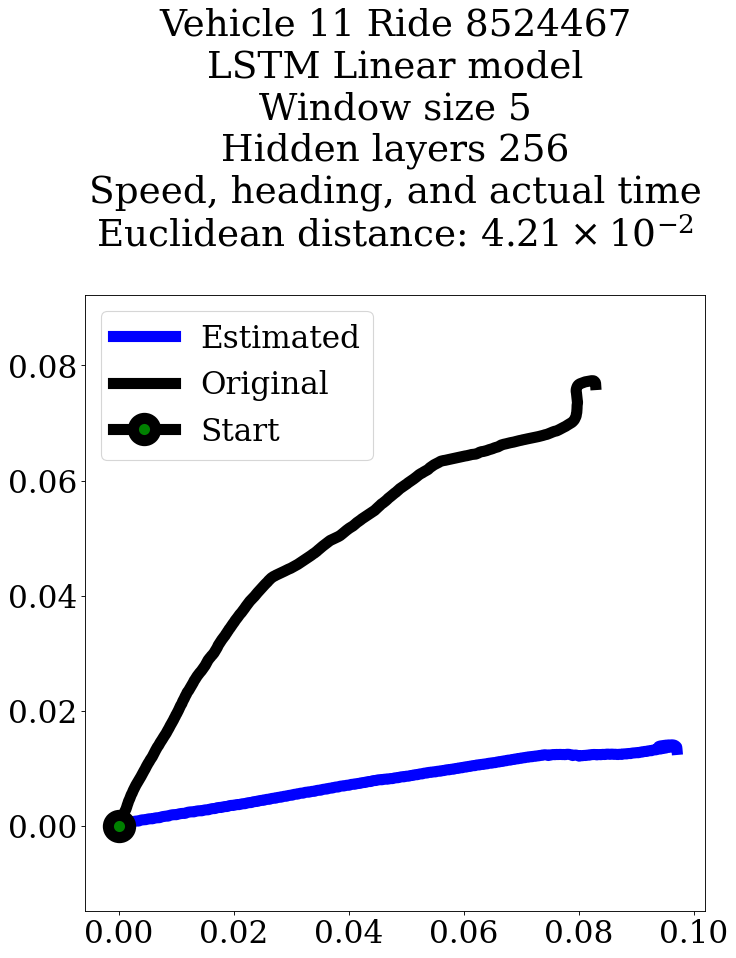 Vehicle 11 Ride 8524467
LSTM Linear model
Window size 5
Hidden layers 256
Speed, heading, and actual time
Euclidean distance: 4.21 × 10⁻²
Estimated
Original
Start
0.08
0.06
0.04
0.02
0.00
0.00 0.02 0.04 0.06 0.08 0.10